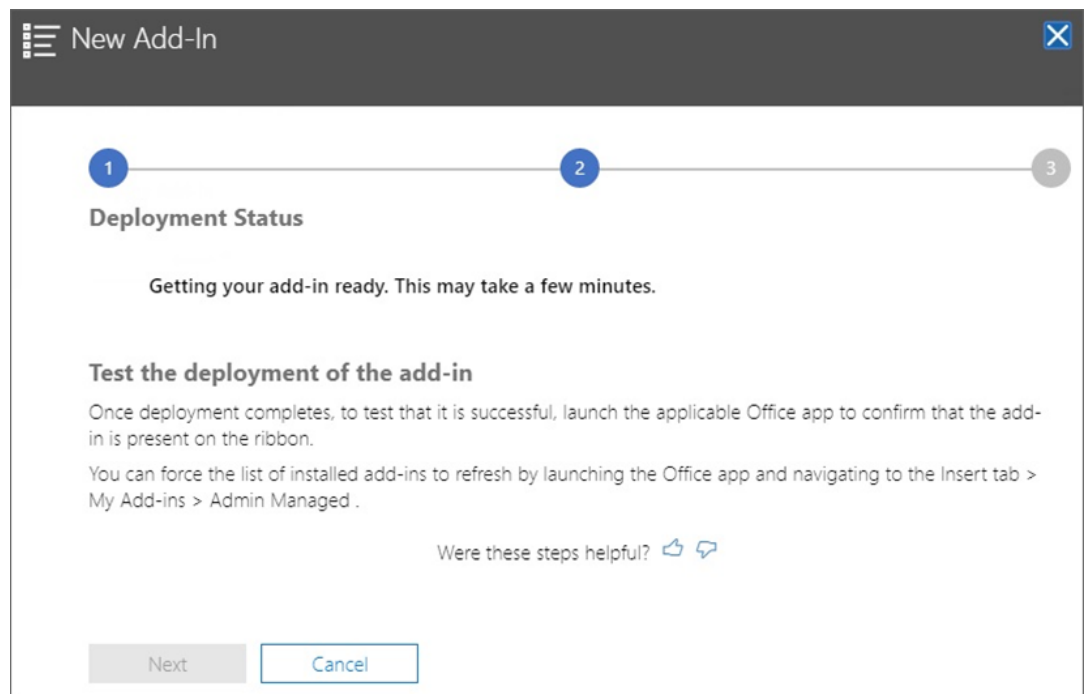 New Add-In
1
2
3
Deployment Status
Getting your add-in ready. This may take a few minutes.
Test the deployment of the add-in
Once deployment completes, to test that it is successful, launch the applicable Office app to confirm that the add-
in is present on the ribbon.
You can force the list of installed add-ins to refresh by launching the Office app and navigating to the Insert tab >
My Add-ins > Admin Managed .
Were these steps helpful?
Next
Cancel